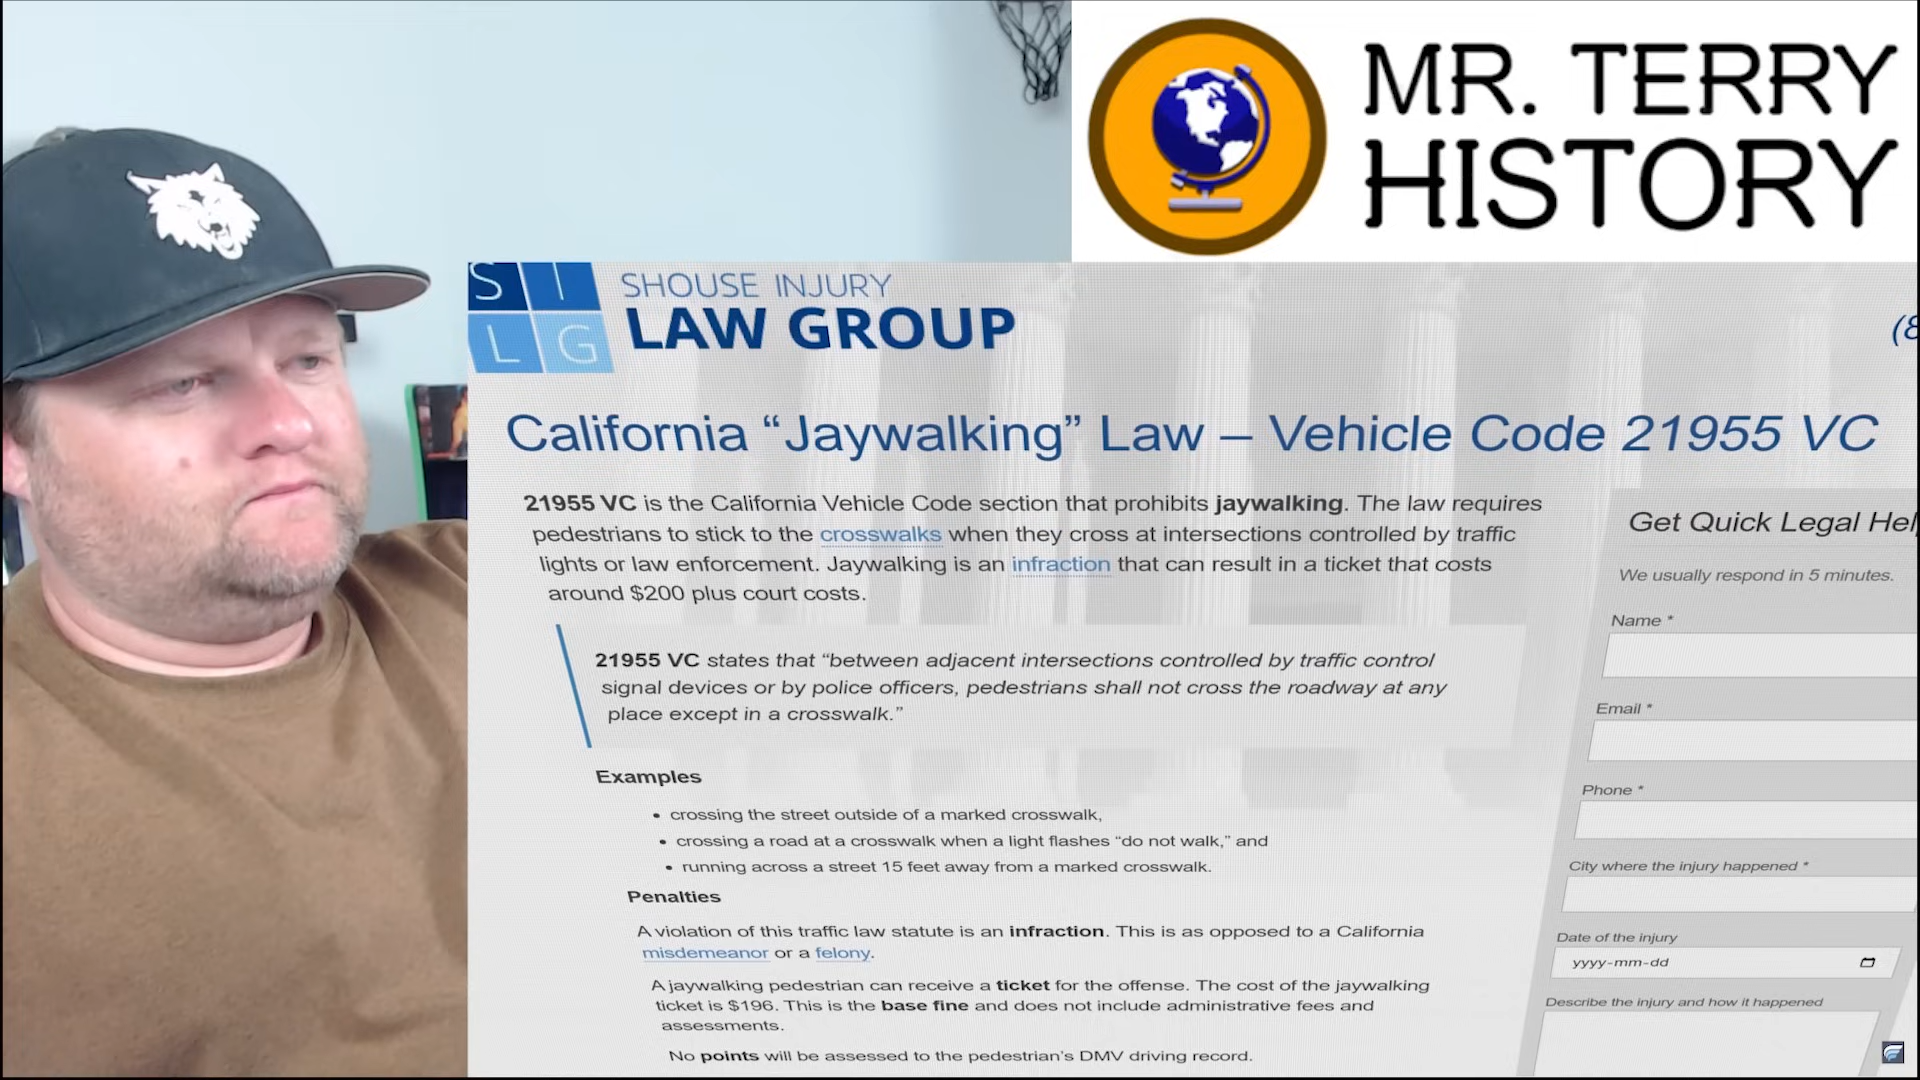 MR. TERRY
HISTORY
S I
L G
SHOUSE INJURY
LAW GROUP
(8
California “Jaywalking” Law – Vehicle Code 21955 VC
21955 VC is the California Vehicle Code section that prohibits jaywalking. The law requires
pedestrians to stick to the crosswalks when they cross at intersections controlled by traffic
lights or law enforcement. Jaywalking is an infraction that can result in a ticket that costs
around $200 plus court costs.
21955 VC states that “between adjacent intersections controlled by traffic control
signal devices or by police officers, pedestrians shall not cross the roadway at any
place except in a crosswalk.”
Examples
• crossing the street outside of a marked crosswalk,
• crossing a road at a crosswalk when a light flashes “do not walk,” and
• running across a street 15 feet away from a marked crosswalk.
Penalties
A violation of this traffic law statute is an infraction. This is as opposed to a California
misdemeanor or a felony.
A jaywalking pedestrian can receive a ticket for the offense. The cost of the jaywalking
ticket is $196. This is the base fine and does not include administrative fees and
assessments.
No points will be assessed to the pedestrian’s DMV driving record.
Get Quick Legal Hel
We usually respond in 5 minutes.
Name *
Email *
Phone *
City where the injury happened *
Date of the injury
yyyy-mm-dd
Describe the injury and how it happened